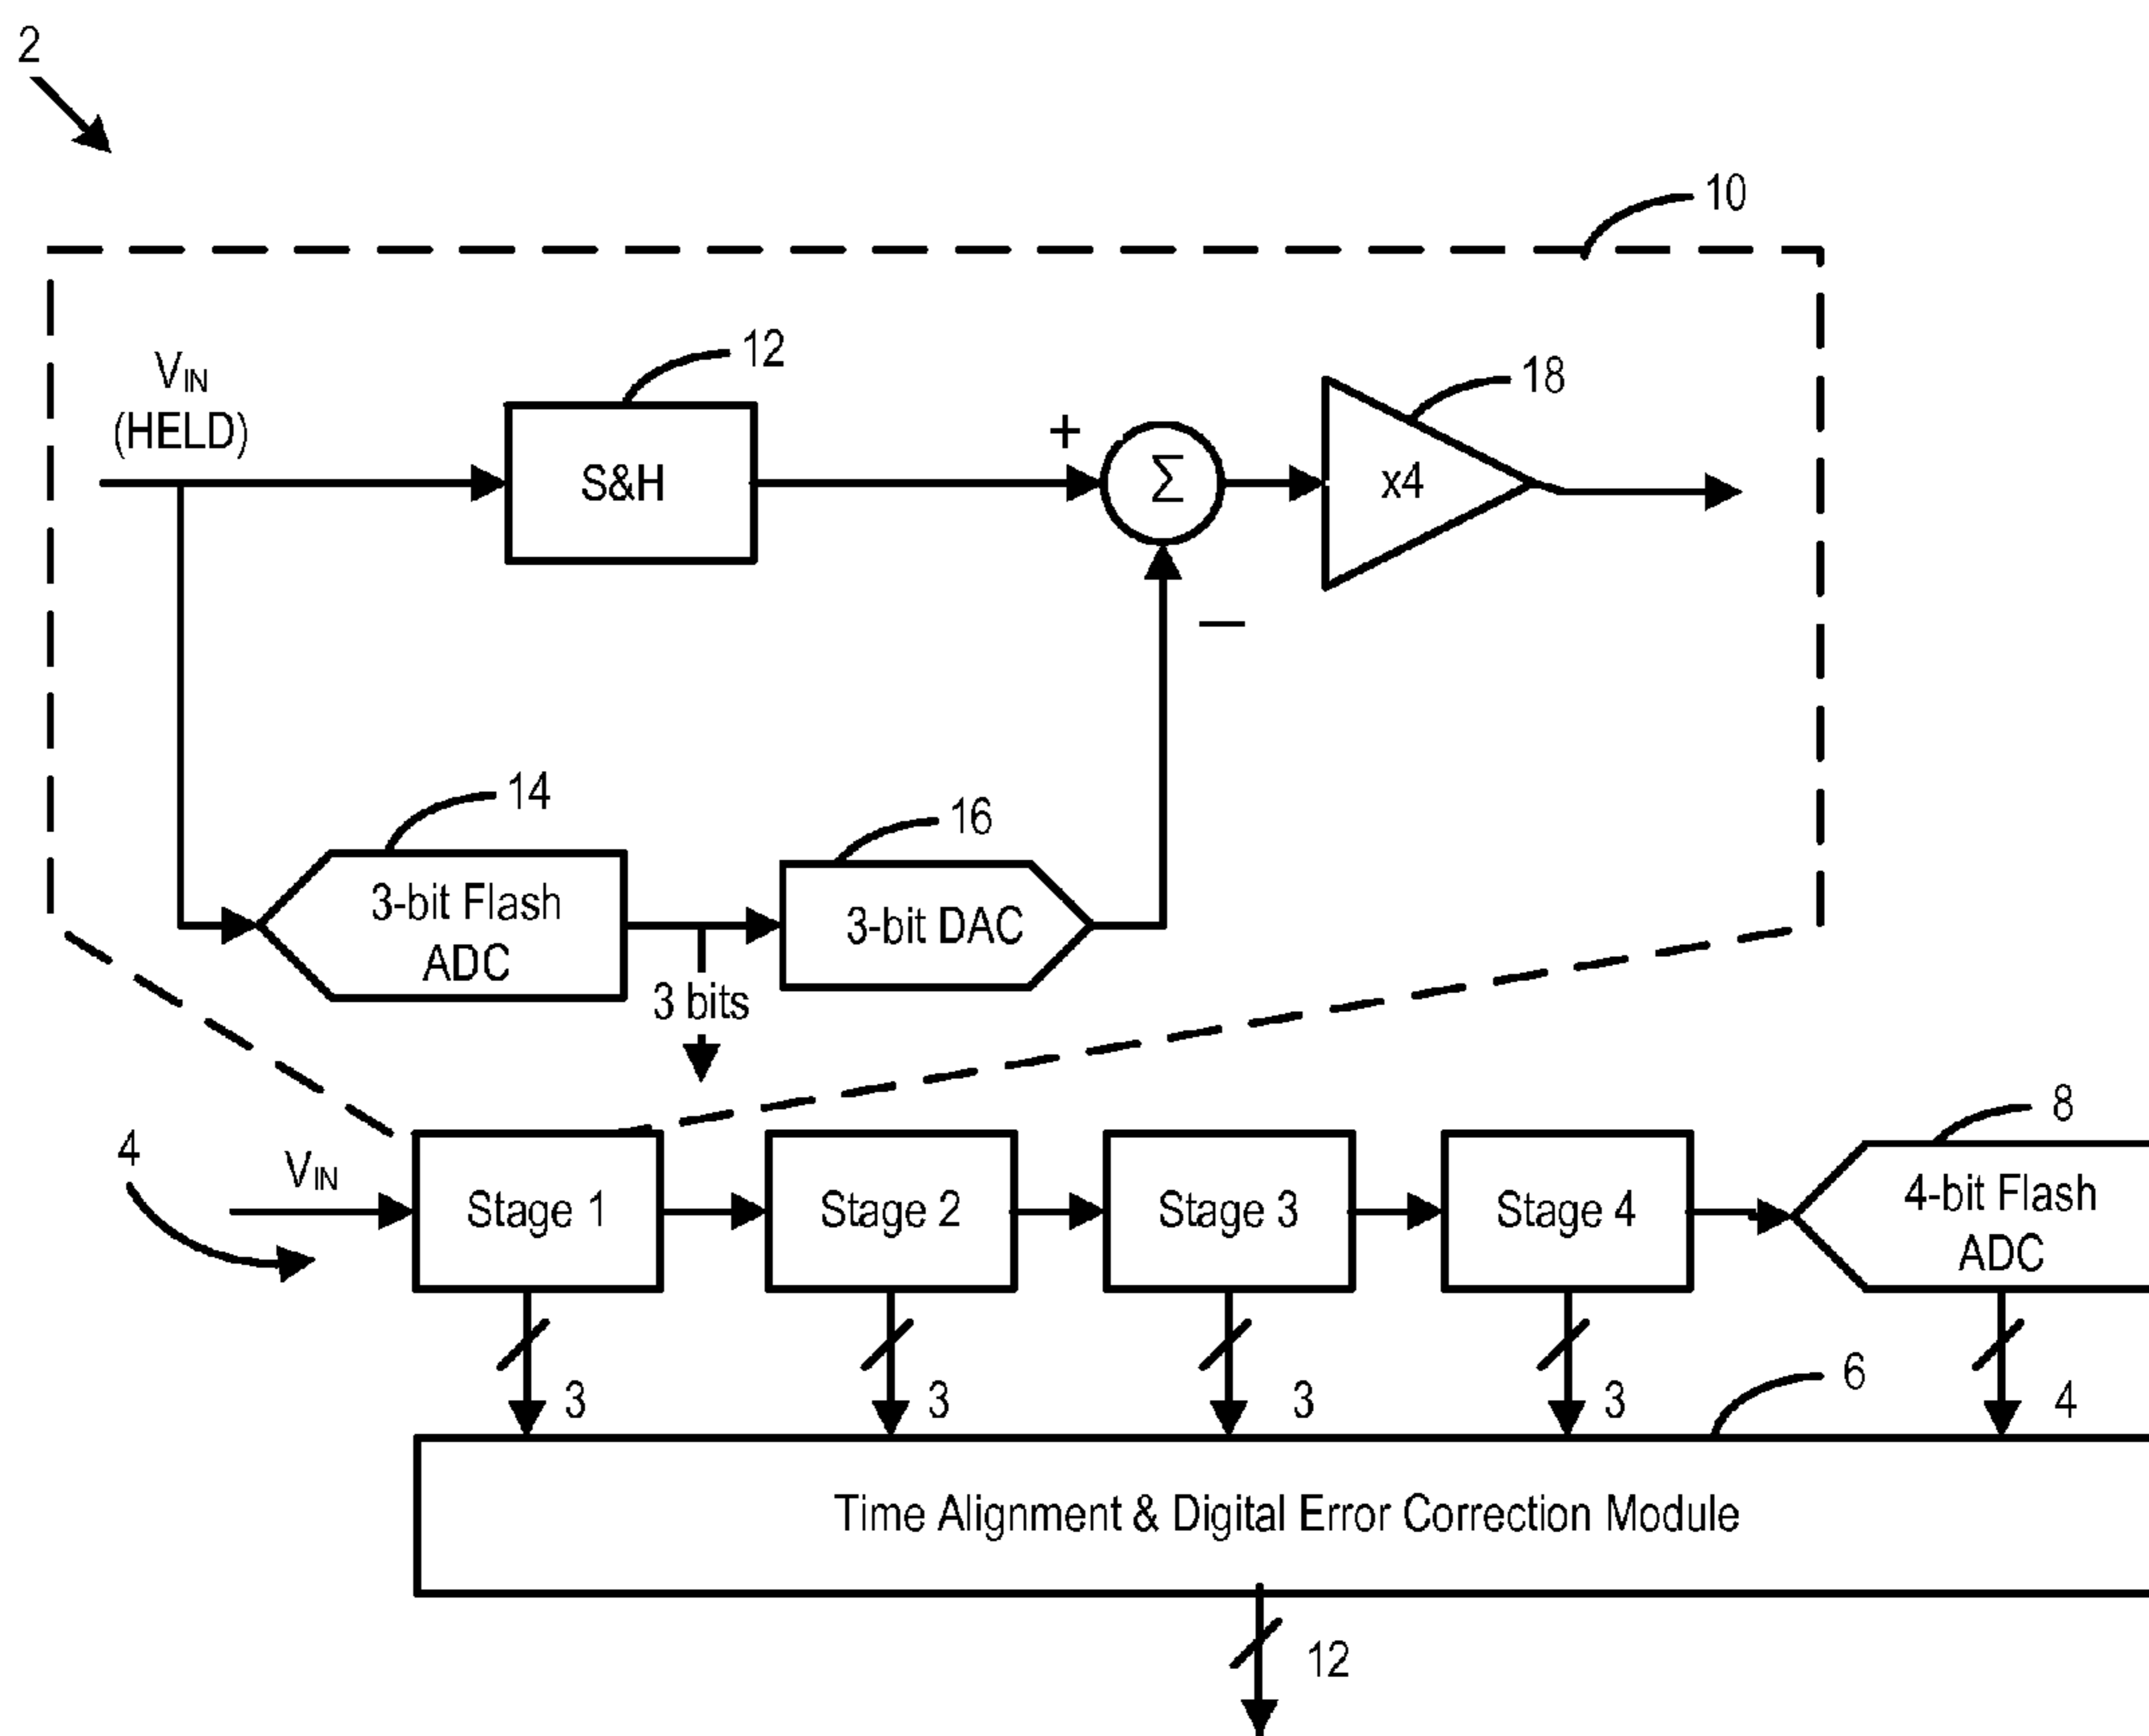 2
10
12
V_IN
(HELD)
S&H
+
Σ
18
x4
—
14
3-bit Flash
ADC
16
3-bit DAC
3 bits
4
V_IN
Stage 1
Stage 2
Stage 3
Stage 4
8
4-bit Flash
ADC
3
3
3
3
6
4
Time Alignment & Digital Error Correction Module
12